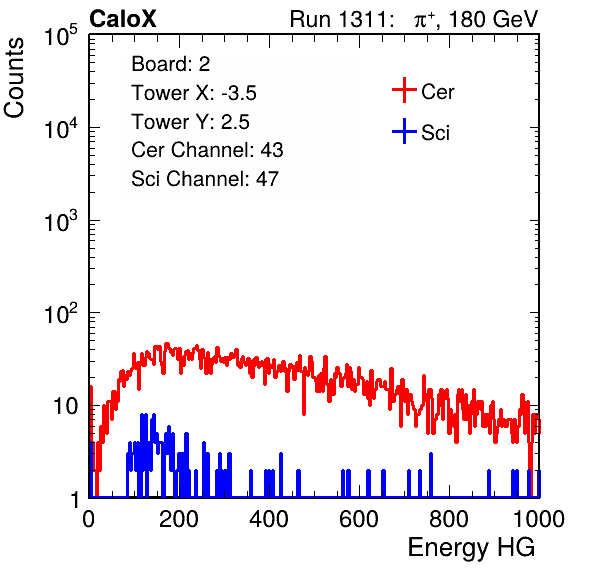 CaloX Run 1311: π⁺, 180 GeV
Counts
Board: 2
Tower X: -3.5
Tower Y: 2.5
Cer Channel: 43
Sci Channel: 47
Cer
Sci
10⁵
10⁴
10³
10²
10
1
0 200 400 600 800 1000
Energy HG